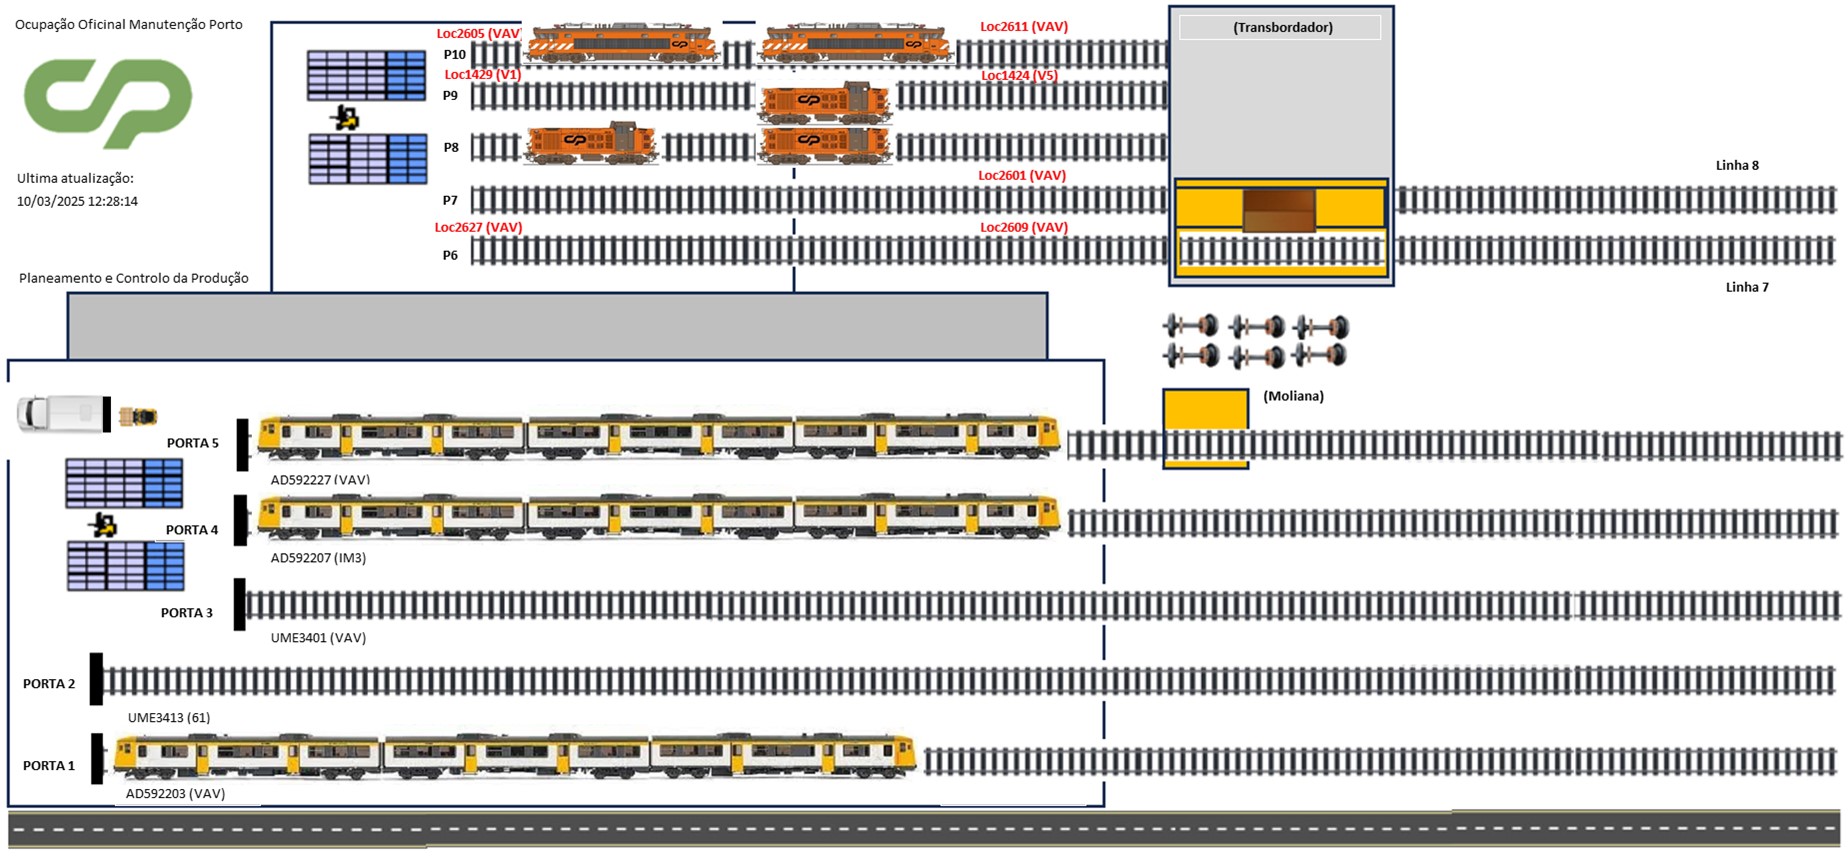 Ocupação Oficinal Manutenção Porto
CP
Ultima atualização:
10/03/2025 12:28:14
Planeamento e Controlo da Produção
Loc2605 (VAV)
Loc2611 (VAV)
P10
Loc1429 (V1)
Loc1424 (V5)
P9
P8
Loc2601 (VAV)
P7
Loc2627 (VAV)
Loc2609 (VAV)
P6
(Transbordador)
Linha 8
Linha 7
(Moliana)
PORTA 5
AD592227 (VAV)
PORTA 4
AD592207 (IM3)
PORTA 3
UME3401 (VAV)
PORTA 2
UME3413 (61)
PORTA 1
AD592203 (VAV)